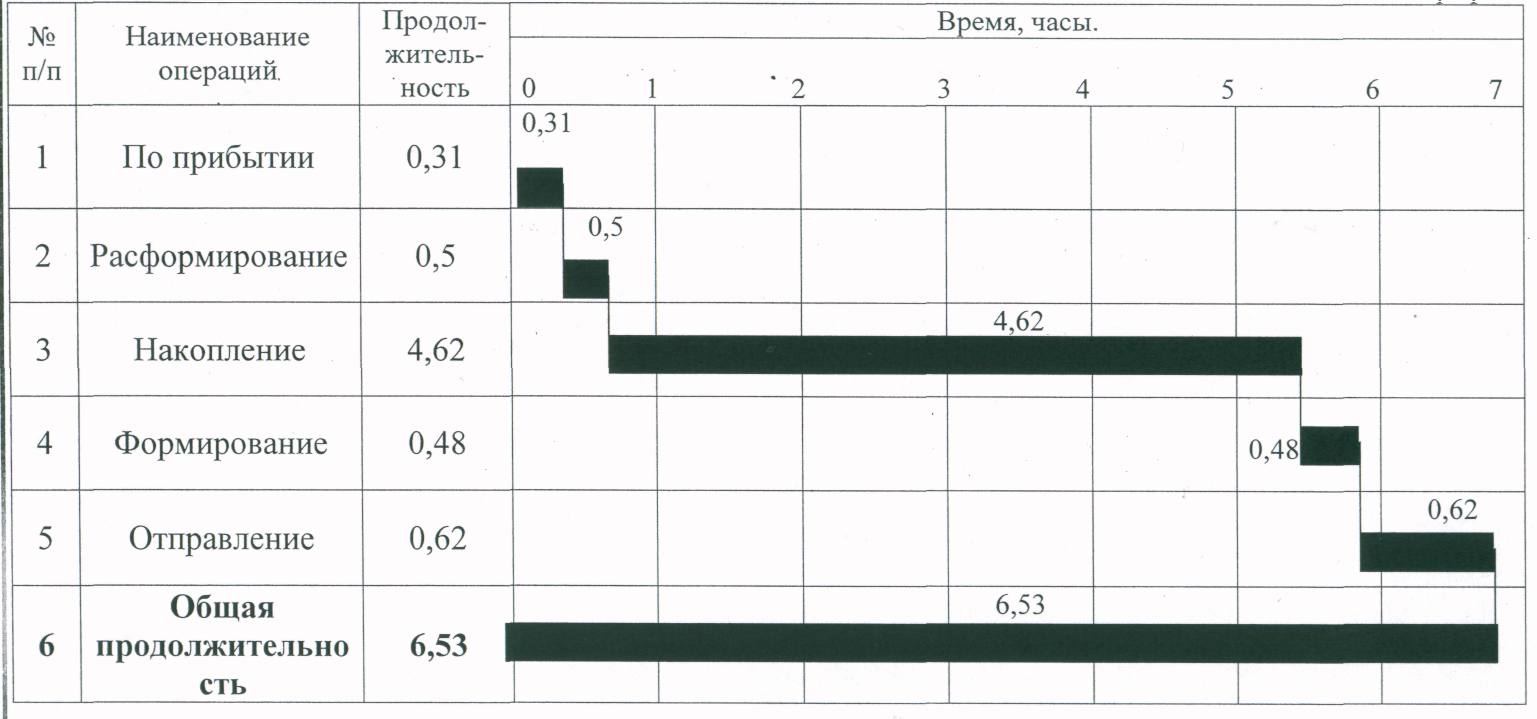 №
п/п
Наименование
операций.
Продол-
житель-
ность
Время, часы.
0 1 2 3 4 5 6 7
1 По прибытии 0,31 0,31
2 Расформирование 0,5 0,5
3 Накопление 4,62 4,62
4 Формирование 0,48 0,48
5 Отправление 0,62 0,62
6 Общая
продолжительно
сть
6,53 6,53